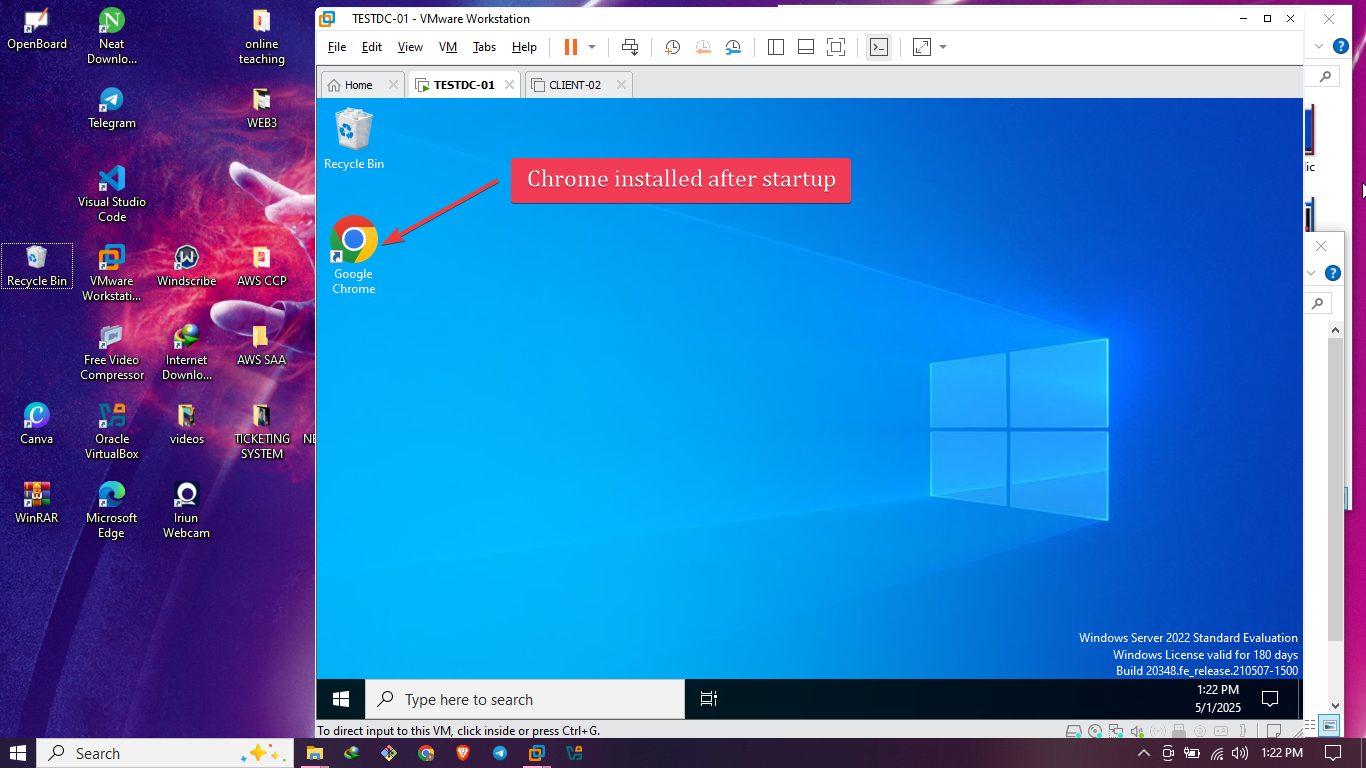 OpenBoard
Neat
Downlo...
online
teaching
Telegram
WEB3
Visual Studio
Code
Recycle Bin
VMware
Workstati...
Windscribe
AWS CCP
Free Video
Compressor
Internet
Downlo...
AWS SAA
Canva
Oracle
VirtualBox
videos
TICKETING
SYSTEM
NE
WinRAR
Microsoft
Edge
Iriun
Webcam
TESTDC-01 - VMware Workstation
File Edit View VM Tabs Help
Home TESTDC-01 CLIENT-02
Recycle Bin
Chrome installed after startup
Google
Chrome
ic
Windows Server 2022 Standard Evaluation
Windows License valid for 180 days
Build 20348.fe_release.210507-1500
Type here to search
1:22 PM
5/1/2025
To direct input to this VM, click inside or press Ctrl+G.
Search
1:22 PM